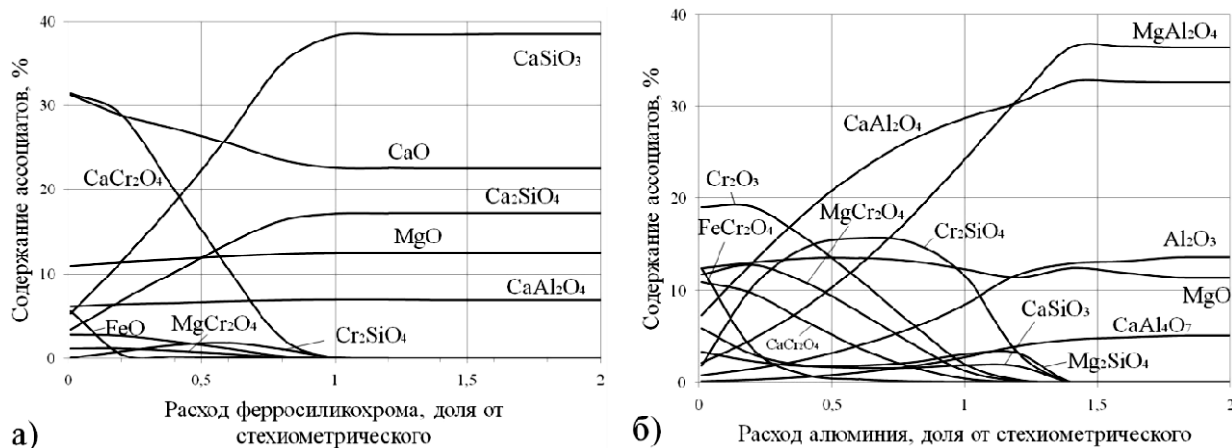 Содержание ассоциатов, %
40
30
20
10
0
CaSiO₃
CaO
CaCr₂O₄
Ca₂SiO₄
MgO
CaAl₂O₄
FeO
MgCr₂O₄
Cr₂SiO₄
0
0,5
1
1,5
2
Расход ферросиликохрома, доля от
стехиометрического
а)
Содержание ассоциатов, %
40
30
20
10
0
MgAl₂O₄
CaAl₂O₄
Cr₂O₃
MgCr₂O₄
FeCr₂O₄
Cr₂SiO₄
Al₂O₃
CaSiO₃
MgO
CaCr₂O₄
CaAl₄O₇
Mg₂SiO₄
0
0,5
1
1,5
2
Расход алюминия, доля от стехиометрического
б)